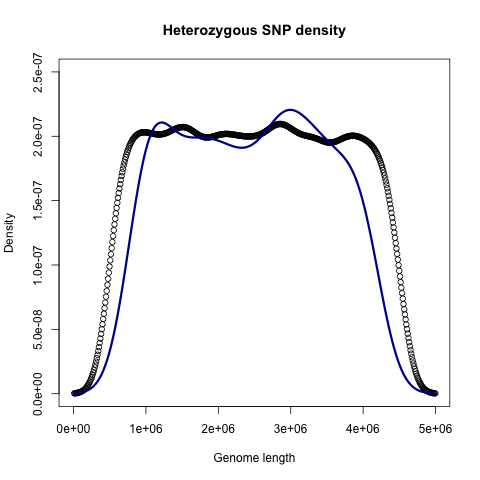 Heterozygous SNP density
2.5e-07
2.0e-07
1.5e-07
1.0e-07
5.0e-08
0.0e+00
Density
0e+00 1e+06 2e+06 3e+06 4e+06 5e+06
Genome length